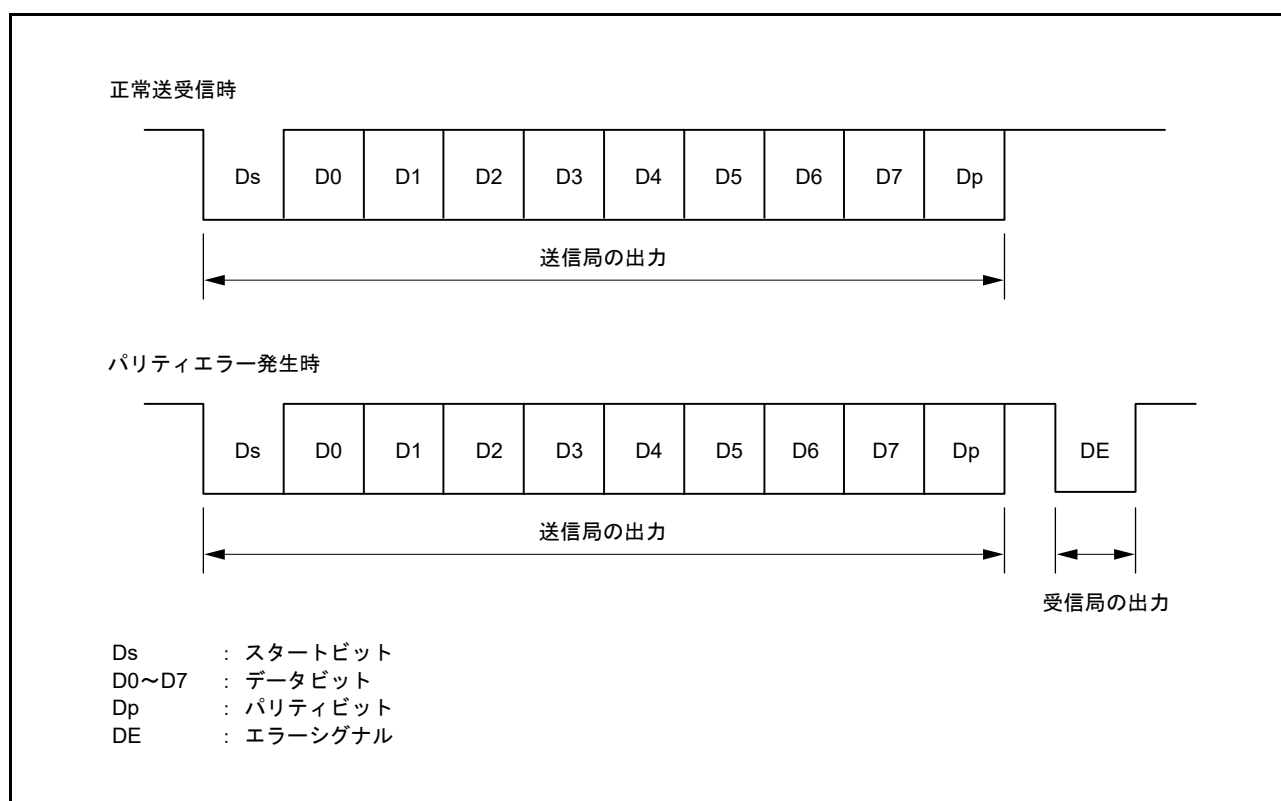 正常送受信時
Ds D0 D1 D2 D3 D4 D5 D6 D7 Dp
送信局の出力
パリティエラー発生時
Ds D0 D1 D2 D3 D4 D5 D6 D7 Dp DE
送信局の出力
受信局の出力
Ds : スタートビット
D0～D7 : データビット
Dp : パリティビット
DE : エラーシグナル